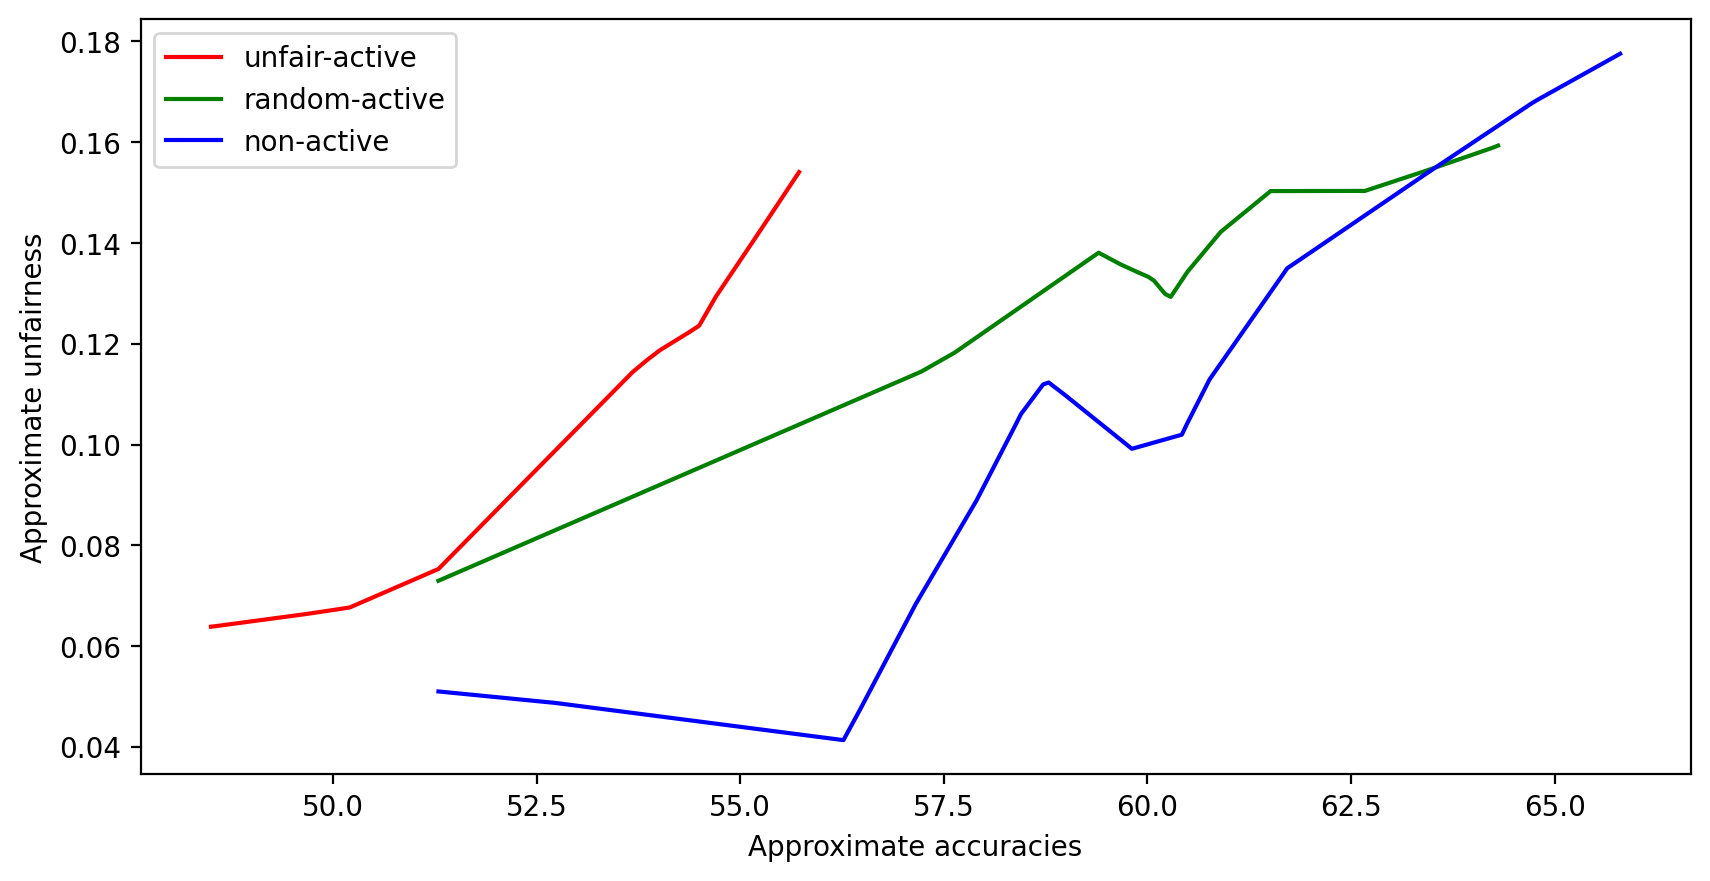 unfair-active
random-active
non-active
Approximate unfairness
0.18
0.16
0.14
0.12
0.10
0.08
0.06
0.04
50.0 52.5 55.0 57.5 60.0 62.5 65.0
Approximate accuracies